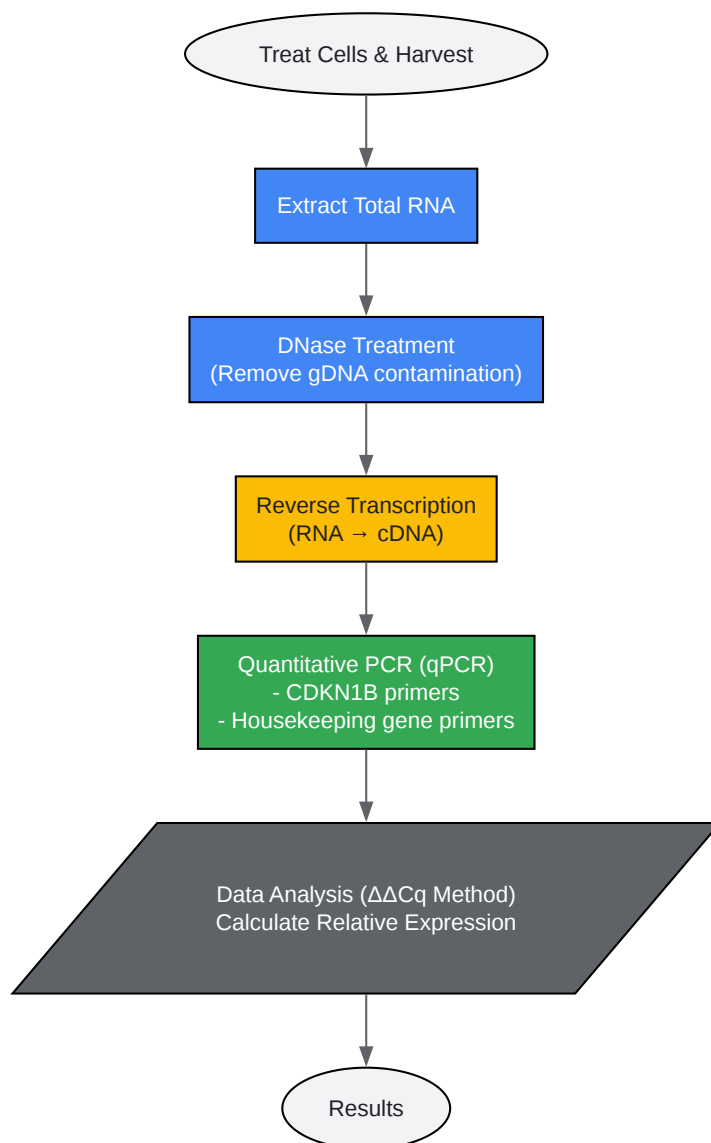 Treat Cells & Harvest
Extract Total RNA
DNase Treatment
(Remove gDNA contamination)
Reverse Transcription
(RNA → cDNA)
Quantitative PCR (qPCR)
- CDKN1B primers
- Housekeeping gene primers
Data Analysis (ΔΔCq Method)
Calculate Relative Expression
Results